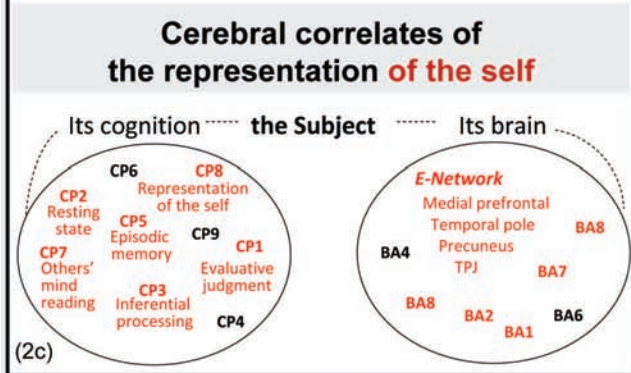 Cerebral correlates of
the representation of the self
Its cognition ---- the Subject ---- Its brain
CP6
CP8
Representation
of the self
CP2
Resting
state
CP5
Episodic
memory
CP9
CP7
Others'
mind
reading
CP1
Evaluative
judgment
CP3
Inferential
processing
CP4
E-Network
Medial prefrontal
Temporal pole
Precuneus
TPJ
BA8
BA4
BA7
BA8
BA2
BA6
BA1
(2c)